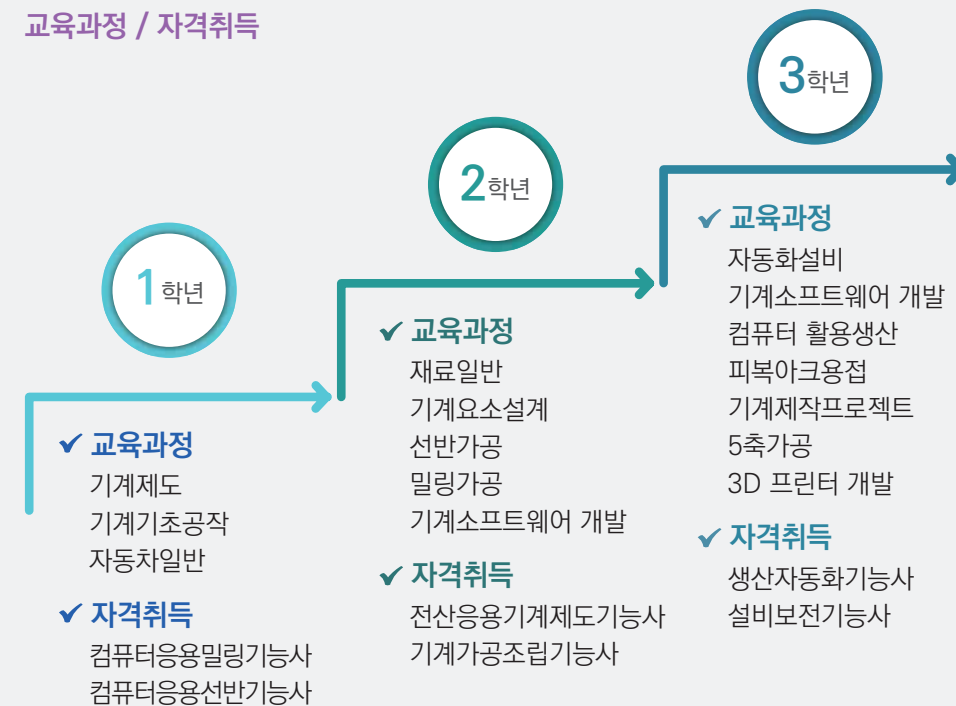 교육과정 / 자격취득
1학년
교육과정
기계제도
기계기초공작
자동차일반
자격취득
컴퓨터응용밀링기능사
컴퓨터응용선반기능사
2학년
교육과정
재료일반
기계요소설계
선반가공
밀링가공
기계소프트웨어 개발
자격취득
전산응용기계제도기능사
기계가공조립기능사
3학년
교육과정
자동화설비
기계소프트웨어 개발
컴퓨터 활용생산
피복아크용접
기계제작프로젝트
5축가공
3D 프린터 개발
자격취득
생산자동화기능사
설비보전기능사